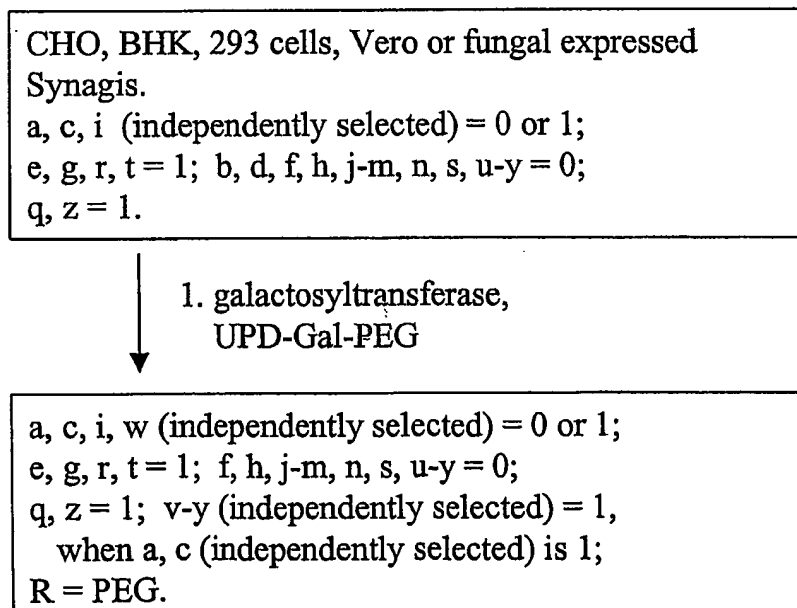 CHO, BHK, 293 cells, Vero or fungal expressed
Synagis.
a, c, i (independently selected) = 0 or 1;
e, g, r, t = 1; b, d, f, h, j-m, n, s, u-y = 0;
q, z = 1.
1. galactosyltransferase,
UPD-Gal-PEG
a, c, i, w (independently selected) = 0 or 1;
e, g, r, t = 1; f, h, j-m, n, s, u-y = 0;
q, z = 1; v-y (independently selected) = 1,
when a, c (independently selected) is 1;
R = PEG.